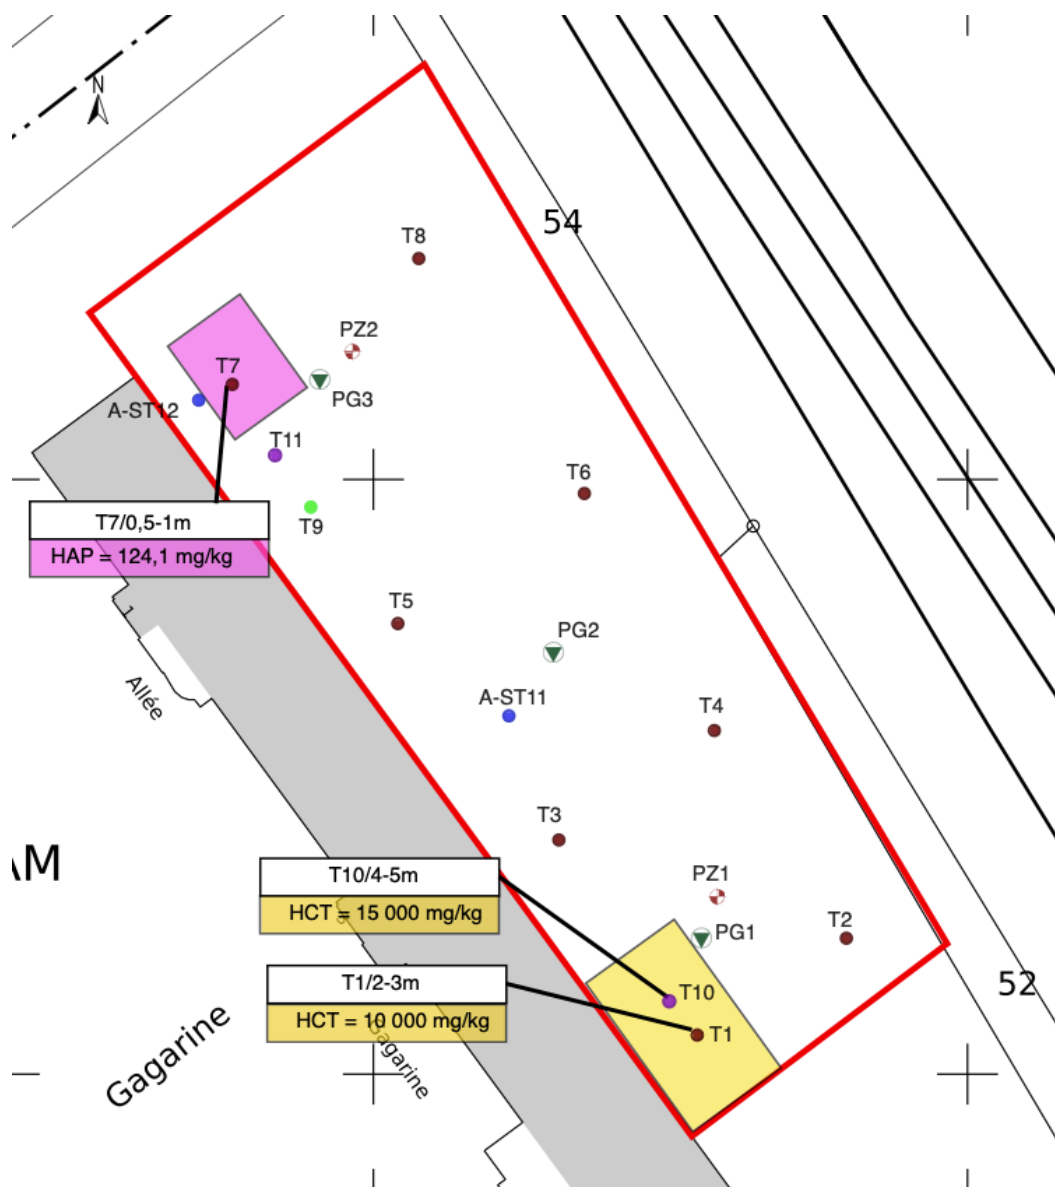 N
54
T8
PZ2
T7
PG3
A-ST12
T11
T6
T9
T7/0,5-1m
HAP = 124,1 mg/kg
T5
PG2
1
Allée
A-ST11
T4
T3
AM
T10/4-5m
PZ1
HCT = 15 000 mg/kg
T2
PG1
T1/2-3m
T10
52
HCT = 10 000 mg/kg
T1
Gagarine
Gagarine